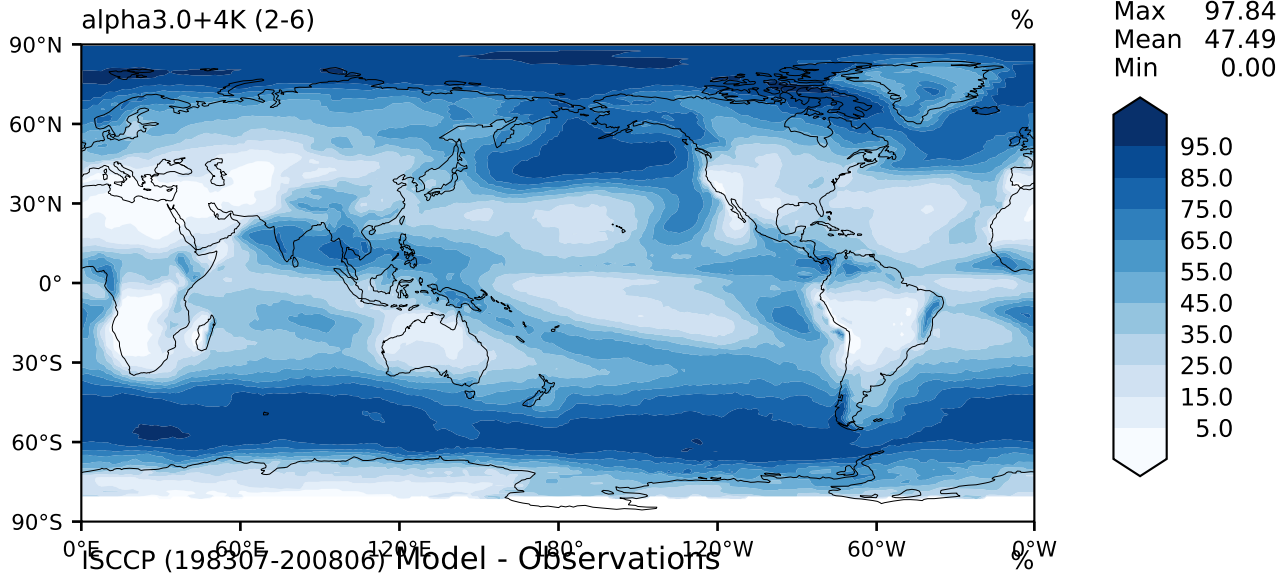 alpha3.0+4K (2-6) %
Max 97.84
Mean 47.49
Min 0.00
90°N
60°N
30°N
0°
30°S
60°S
90°S
95.0
85.0
75.0
65.0
55.0
45.0
35.0
25.0
15.0
5.0
0°E 60°E 120°E 180° 120°W 60°W 0°W
ISCCP (198307-200806) Model - Observations %